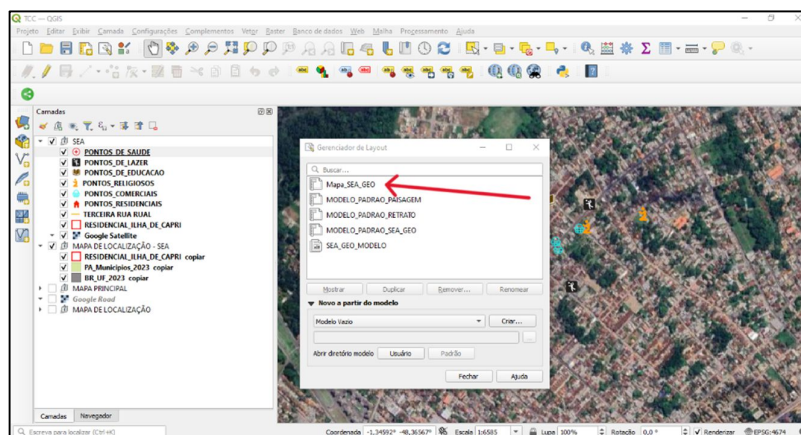 TCC — QGIS
Projeto Editar Exibir Camada Configurações Complementos Vetor Raster Banco de dados Web Malha Processamento Ajuda
Camadas
SEA
PONTOS DE SAUDE
PONTOS_DE_LAZER
PONTOS_DE_EDUCACAO
PONTOS_RELIGIOSOS
PONTOS_COMERCIAIS
PONTOS_RESIDENCIAIS
TERCEIRA RUA RUAL
RESIDENCIAL_ILHA_DE_CAPRI
Google Satellite
MAPA DE LOCALIZAÇÃO - SEA
RESIDENCIAL_ILHA_DE_CAPRI copiar
PA_Municipios_2023 copiar
BR_UF_2023 copiar
MAPA PRINCIPAL
Google Road
MAPA DE LOCALIZAÇÃO
Gerenciador de Layout
Buscar...
Mapa_SEA_GEO
MODELO_PADRAO_PAISAGEM
MODELO_PADRAO_RETRATO
MODELO_PADRAO_SEA_GEO
SEA_GEO_MODELO
Mostrar Duplicar Remover... Renomear
Novo a partir do modelo
Modelo Vazio Criar...
Abrir diretório modelo Usuário Padrão
Fechar Ajuda
Camadas Navegador
Escreva para localizar (Ctrl+K) Coordenada -1,34592° -48,36567° Escala 1:6585 Lupa 100% Rotação 0,0 ° Renderizar EPSG:4674